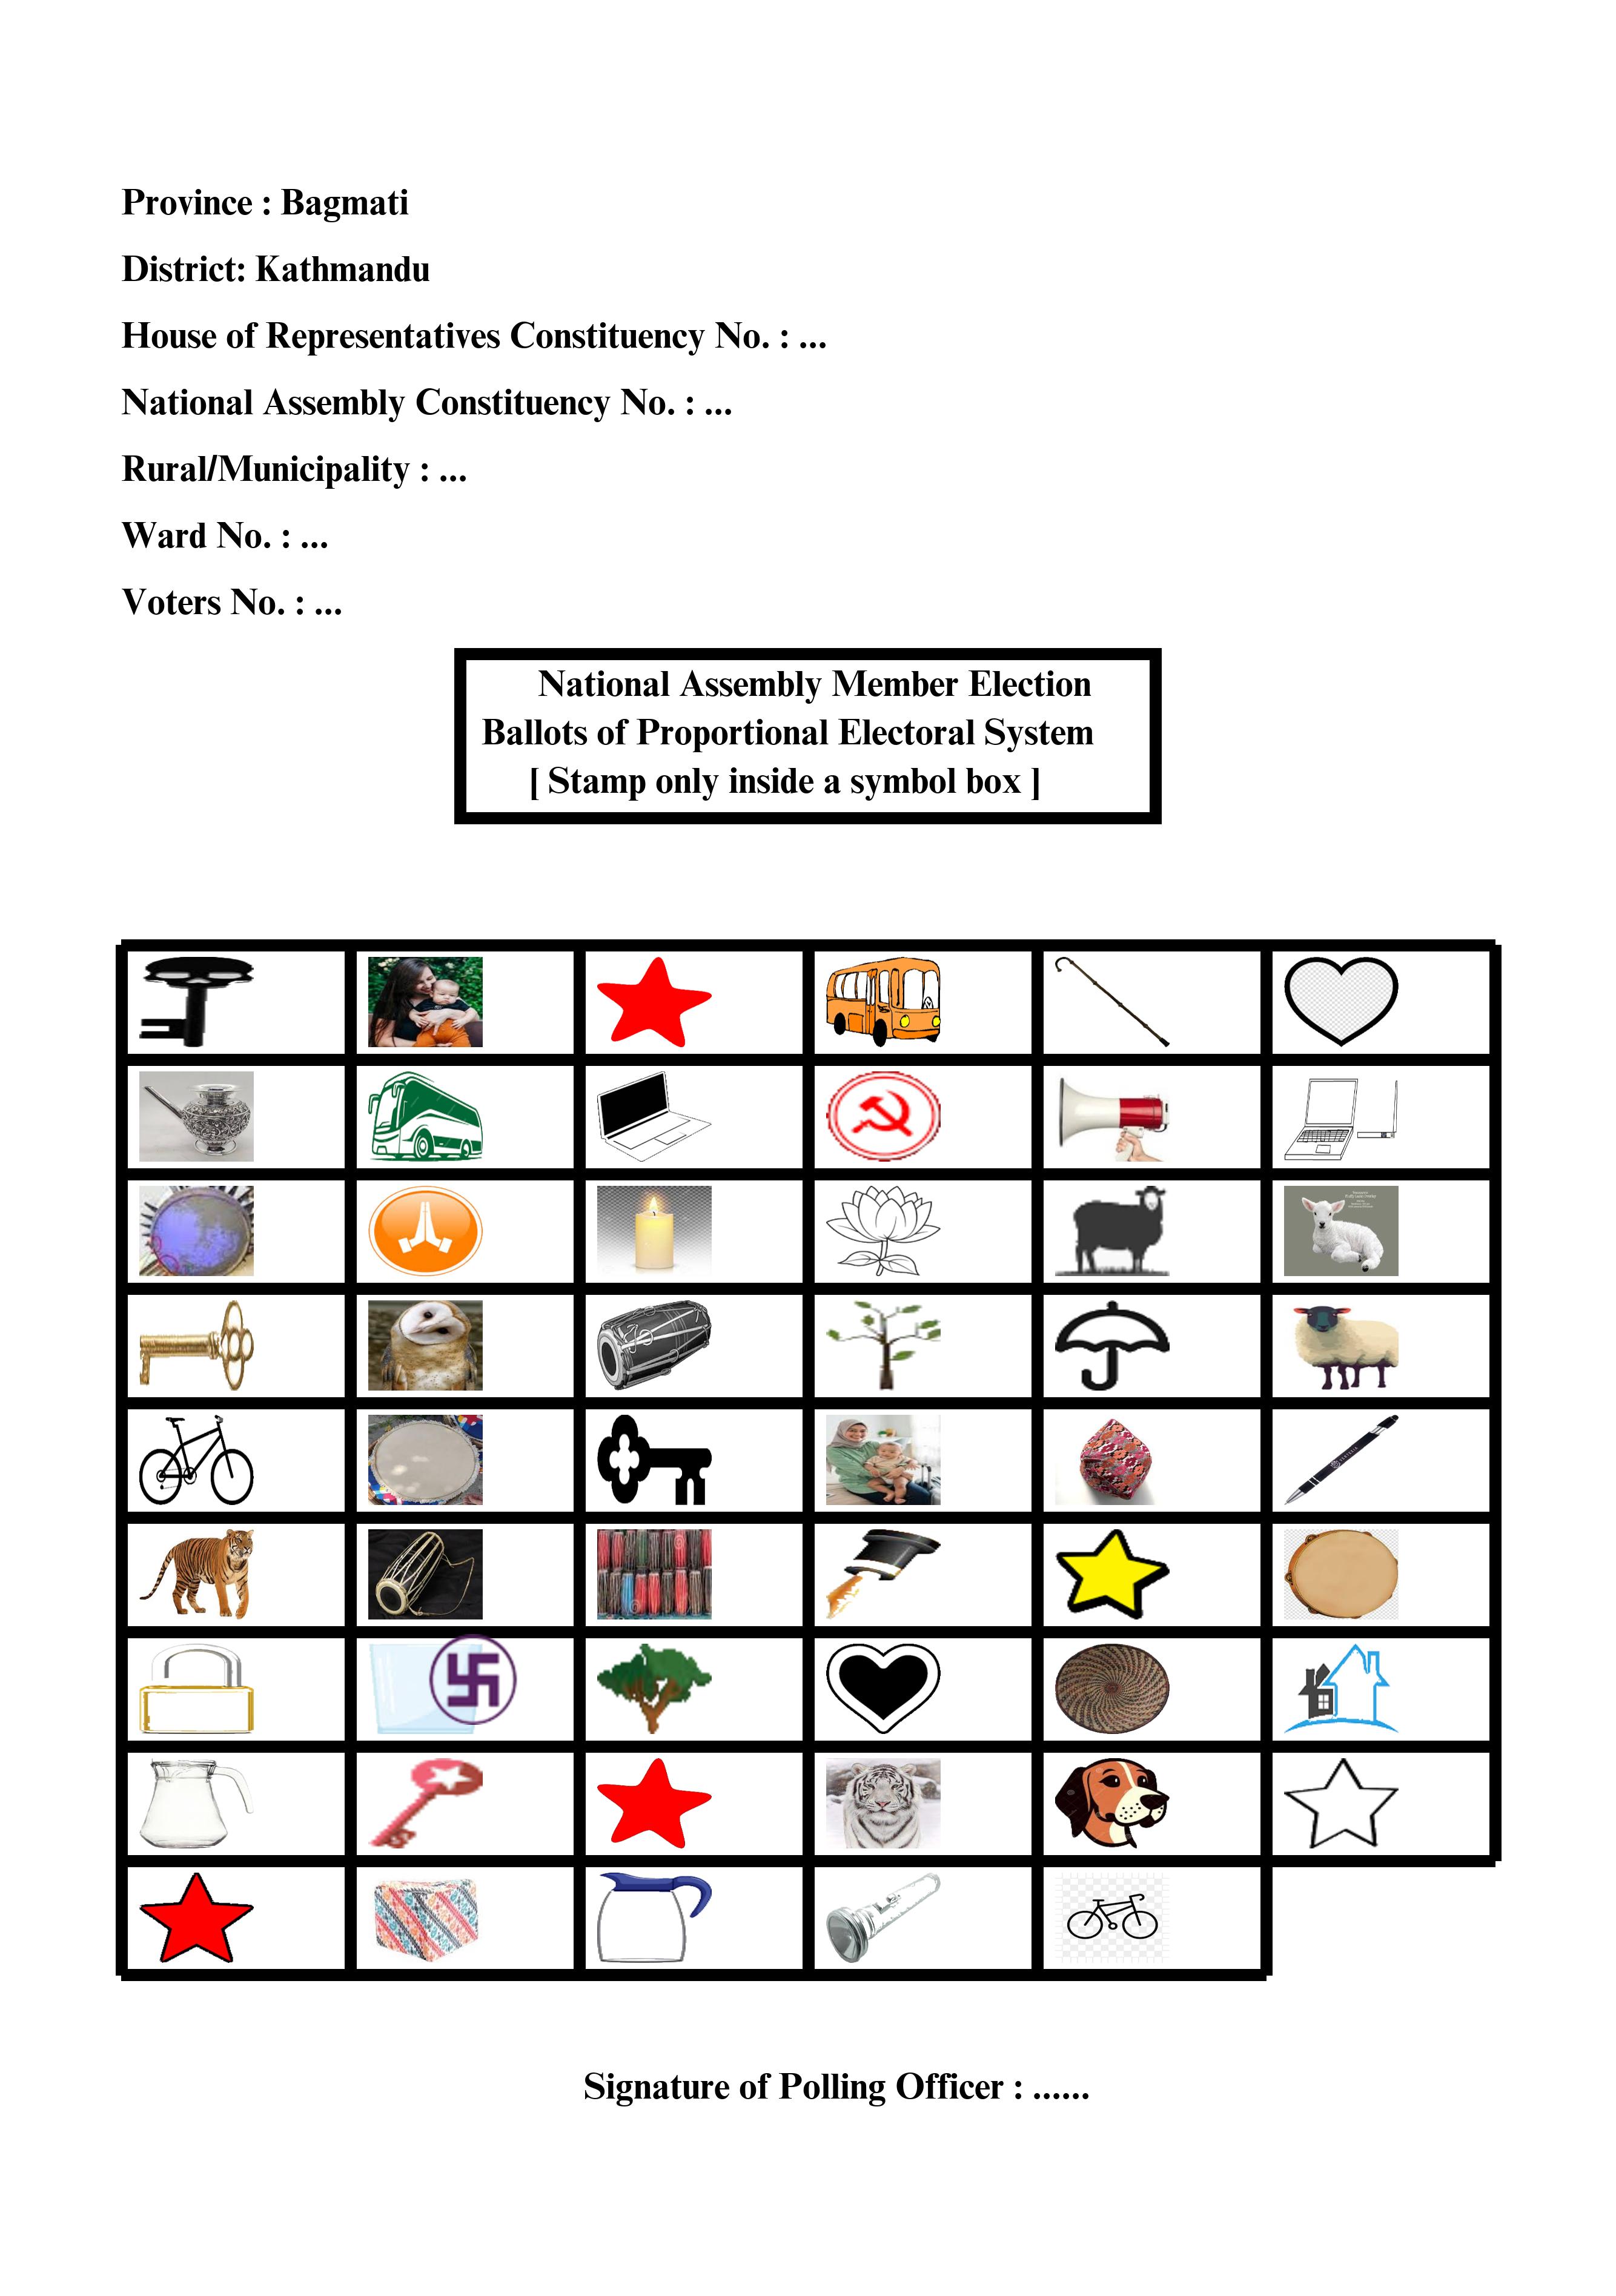 Province : Bagmati
District: Kathmandu
House of Representatives Constituency No. : ...
National Assembly Constituency No. : ...
Rural/Municipality : ...
Ward No. : ...
Voters No. : ...
National Assembly Member Election
Ballots of Proportional Electoral System
[ Stamp only inside a symbol box ]
Signature of Polling Officer : ......